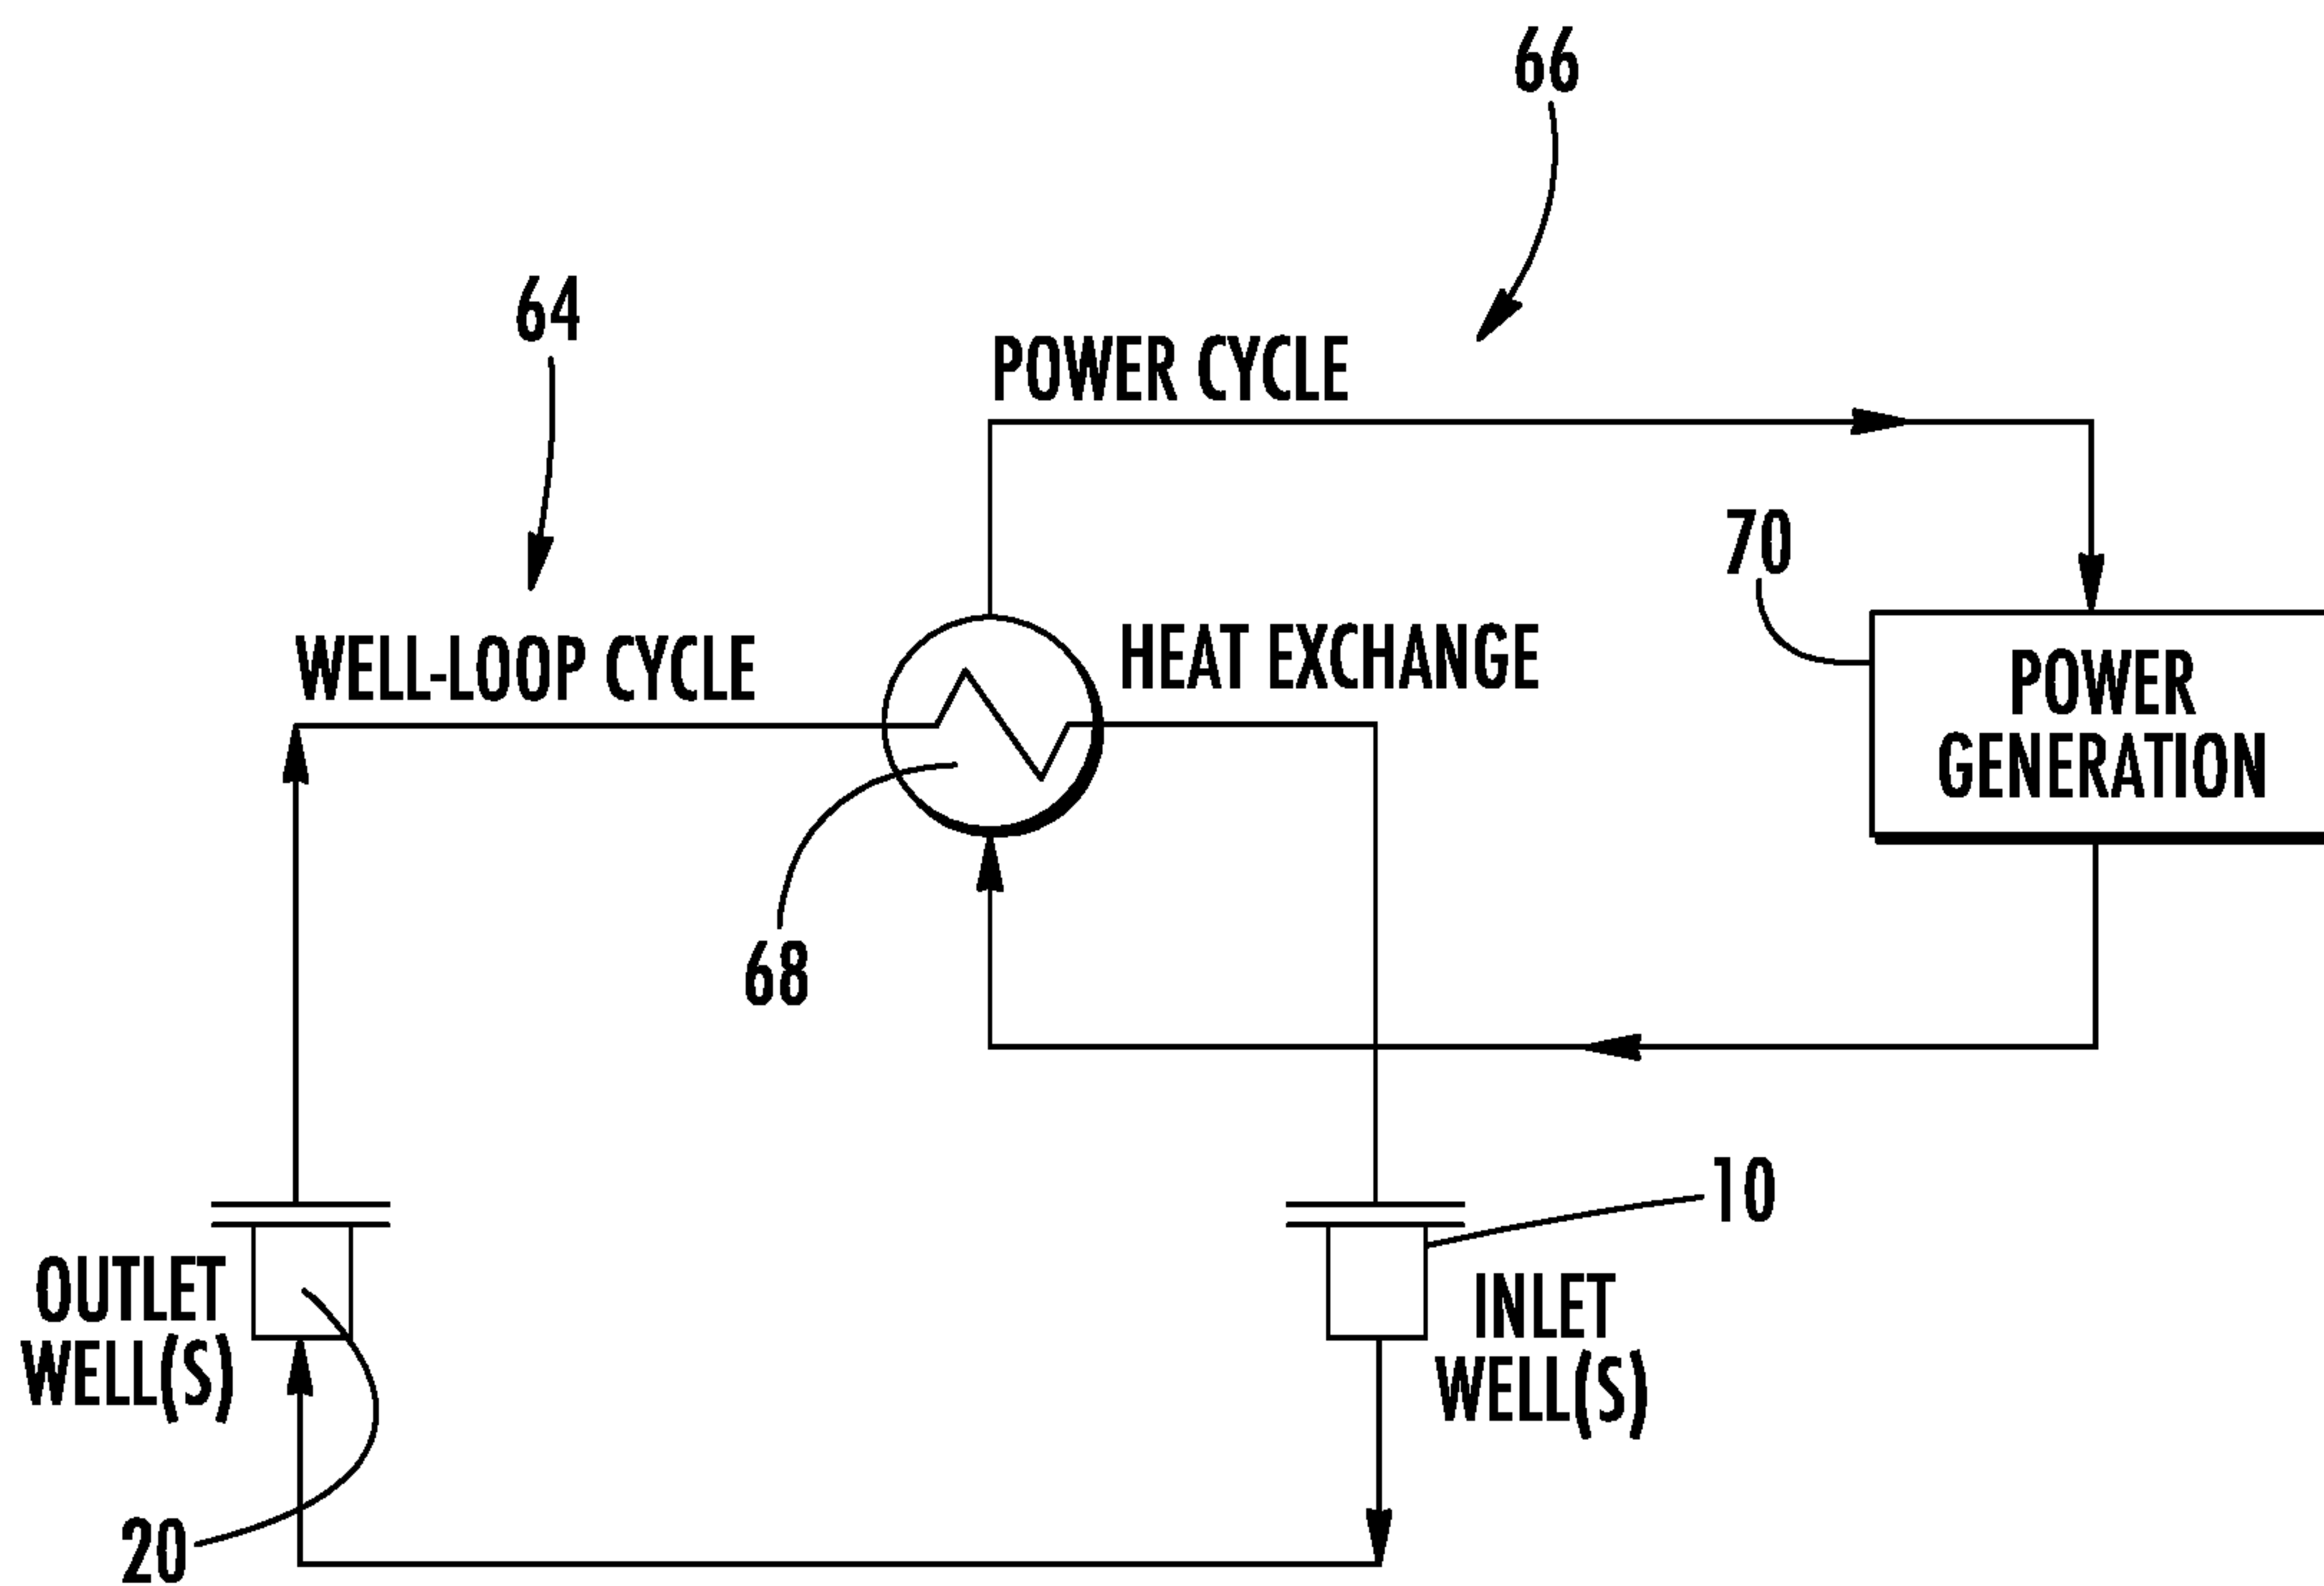 66
64
POWER CYCLE
70
WELL-LOOP CYCLE
HEAT EXCHANGE
POWER
GENERATION
68
10
OUTLET
WELL(S)
INLET
WELL(S)
20